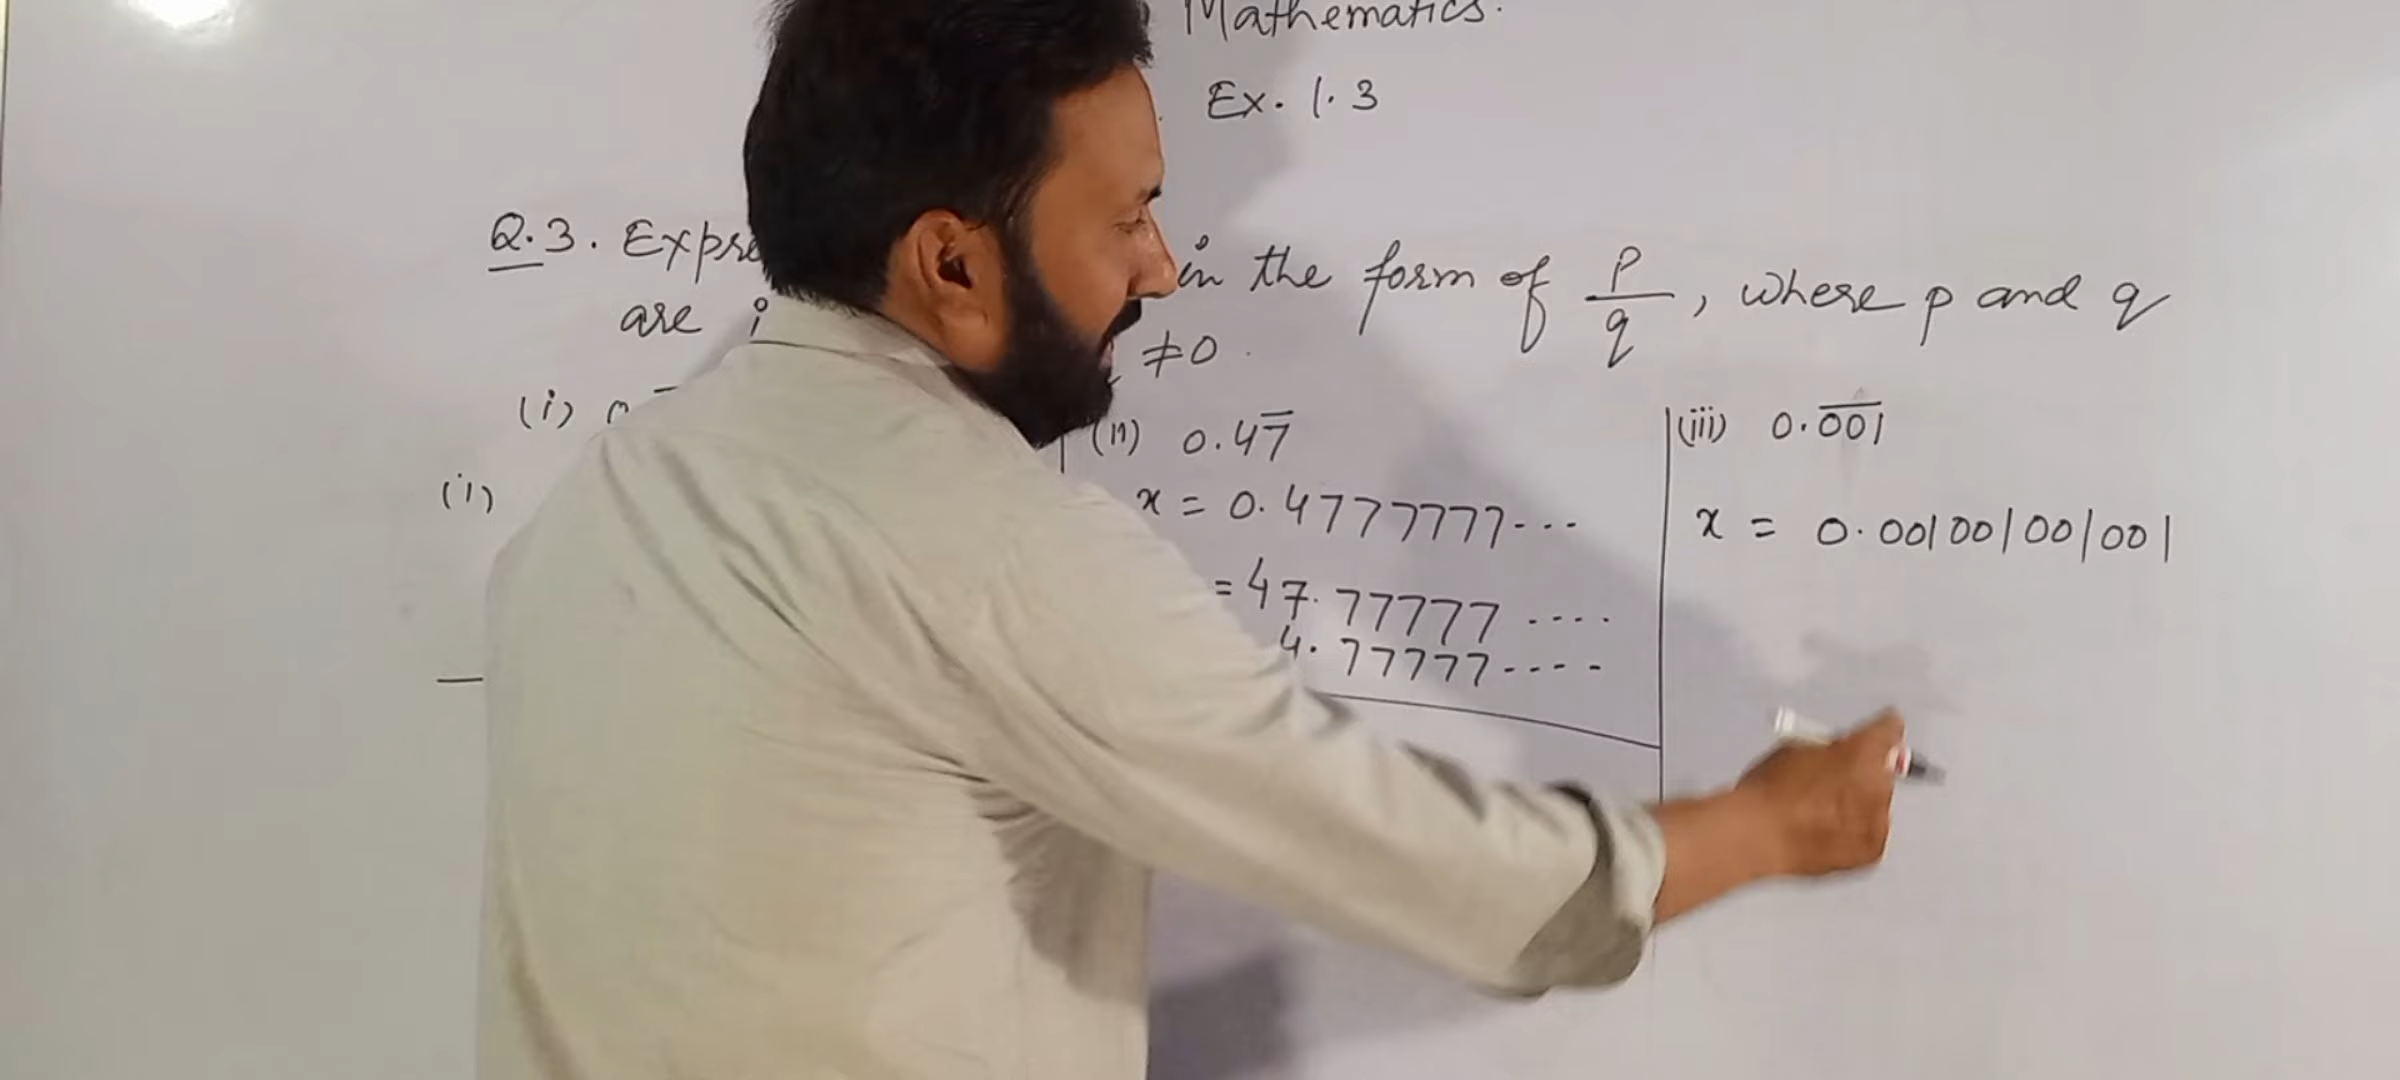 Mathematics.
Ex. 1.3
Q.3. in the form of p/q, where p and q
are ≠0.
(i) (ii) 0.47̅ (iii) 0.0̅0̅1̅
(i) x = 0.4777777--- x = 0.001001001001
=47.77777....
4.77777----